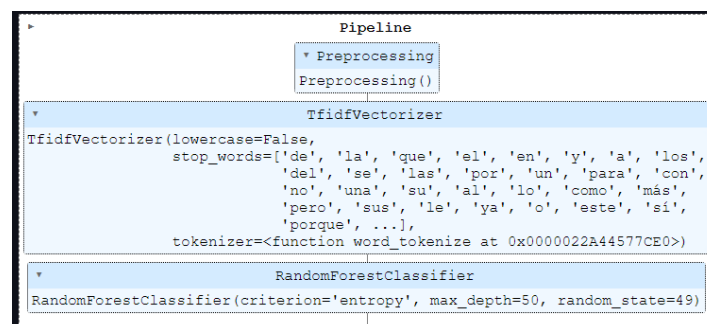 Pipeline
Preprocessing
Preprocessing()
TfidfVectorizer
TfidfVectorizer(lowercase=False,
stop_words=['de', 'la', 'que', 'el', 'en', 'y', 'a', 'los',
'del', 'se', 'las', 'por', 'un', 'para', 'con',
'no', 'una', 'su', 'al', 'lo', 'como', 'más',
'pero', 'sus', 'le', 'ya', 'o', 'este', 'sí',
'porque', ...],
tokenizer=<function word_tokenize at 0x0000022A44577CE0>)
RandomForestClassifier
RandomForestClassifier(criterion='entropy', max_depth=50, random_state=49)